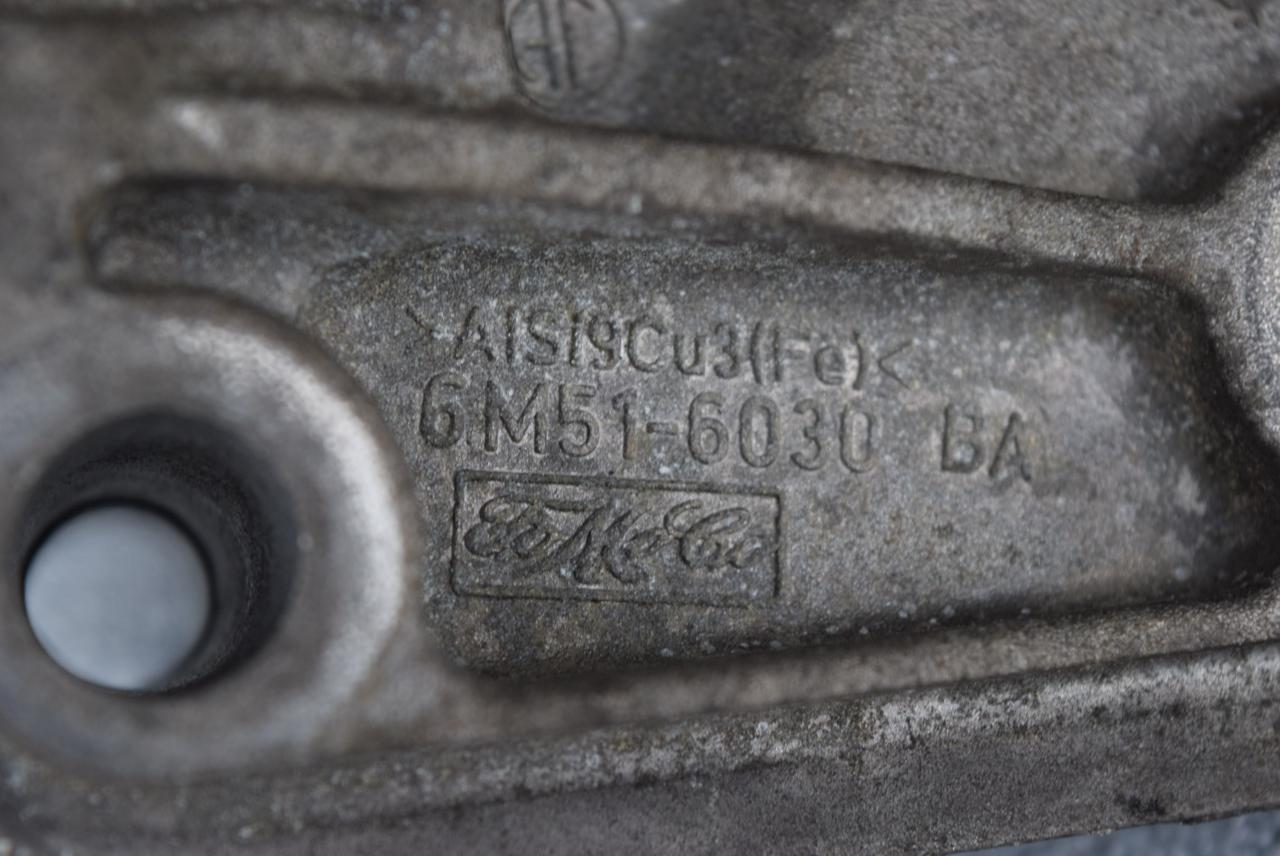 >AlSi9Cu3(Fe)<
6M51-6030 BA
FoMoCo